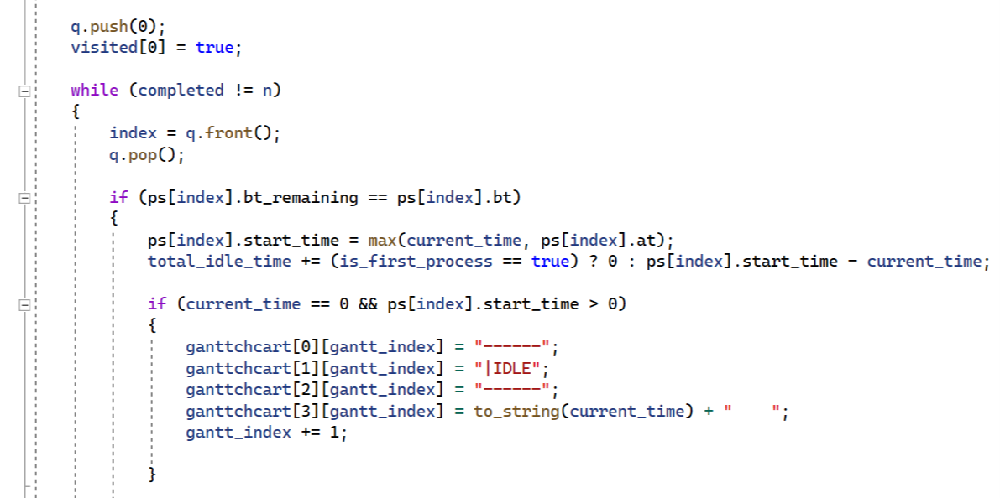 q.push(0);
visited[0] = true;
while (completed != n)
{
index = q.front();
q.pop();
if (ps[index].bt_remaining == ps[index].bt)
{
ps[index].start_time = max(current_time, ps[index].at);
total_idle_time += (is_first_process == true) ? 0 : ps[index].start_time - current_time;
if (current_time == 0 && ps[index].start_time > 0)
{
ganttchcart[0][gantt_index] = "------";
ganttchcart[1][gantt_index] = "|IDLE";
ganttchcart[2][gantt_index] = "------";
ganttchcart[3][gantt_index] = to_string(current_time) + "    ";
gantt_index += 1;
}